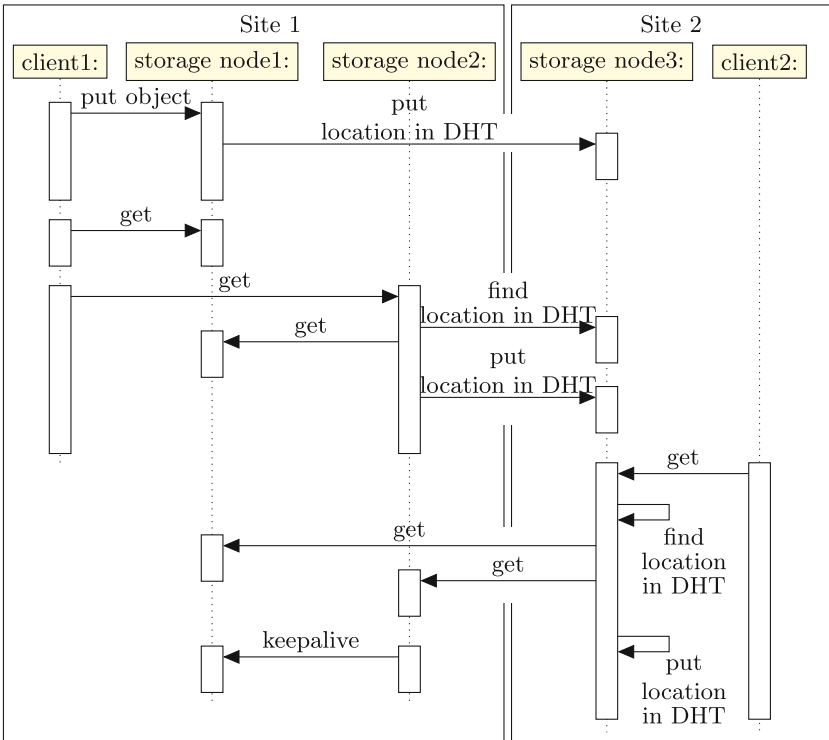 Site 1
Site 2
client1:
storage node1:
storage node2:
storage node3:
client2:
put object
put
location in DHT
get
get
find
location in DHT
get
put
location in DHT
get
get
find
location
in DHT
get
keepalive
put
location
in DHT